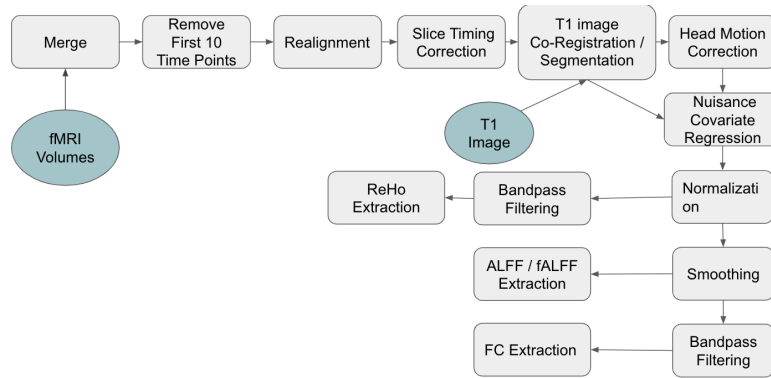 Merge
Remove
First 10
Time Points
Realignment
Slice Timing
Correction
T1 image
Co-Registration /
Segmentation
Head Motion
Correction
fMRI
Volumes
T1
Image
Nuisance
Covariate
Regression
ReHo
Extraction
Bandpass
Filtering
Normalizati
on
ALFF / fALFF
Extraction
Smoothing
FC Extraction
Bandpass
Filtering